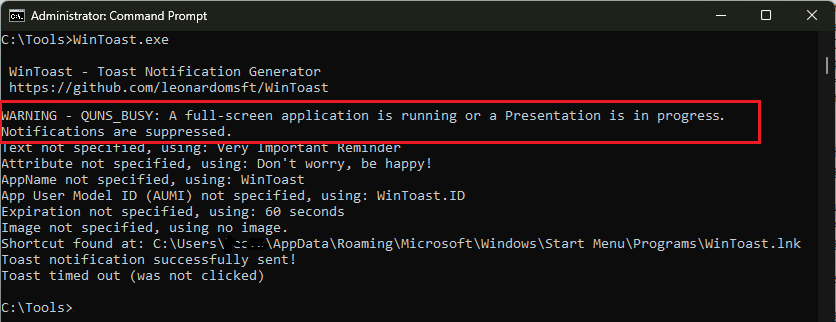 Administrator: Command Prompt
C:\Tools>WinToast.exe
WinToast - Toast Notification Generator
https://github.com/leonardomsft/WinToast
WARNING - QUNS_BUSY: A full-screen application is running or a Presentation is in progress.
Notifications are suppressed.
Text not specified, using: Very Important Reminder
Attribute not specified, using: Don't worry, be happy!
AppName not specified, using: WinToast
App User Model ID (AUMI) not specified, using: WinToast.ID
Expiration not specified, using: 60 seconds
Image not specified, using no image.
Shortcut found at: C:\Users\ \AppData\Roaming\Microsoft\Windows\Start Menu\Programs\WinToast.lnk
Toast notification successfully sent!
Toast timed out (was not clicked)
C:\Tools>